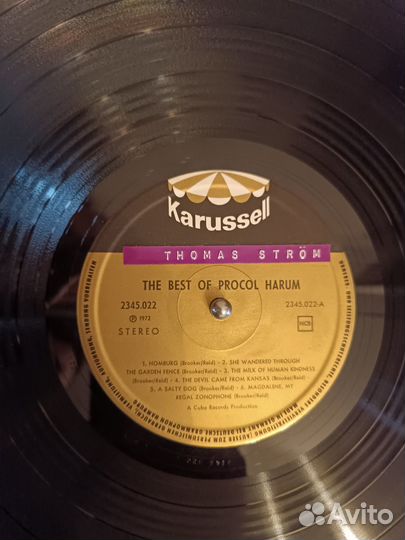 Karussell
THOMAS STRÖM
THE BEST OF PROCOL HARUM
2345.022
2345.022-A
℗ 1972
STEREO
1. HOMBURG (Brooker/Reid) - 2. SHE WANDERED THROUGH
THE GARDEN FENCE (Brooker/Reid) - 3. THE MILK OF HUMAN KINDNESS
(Brooker/Reid) - 4. THE DEVIL CAME FROM KANSAS (Brooker/Reid)
5. A SALTY DOG (Brooker/Reid) - 6. MAGDALENE, MY
REGAL ZONOPHONE (Brooker/Reid)
A Cube Records Production
Avito